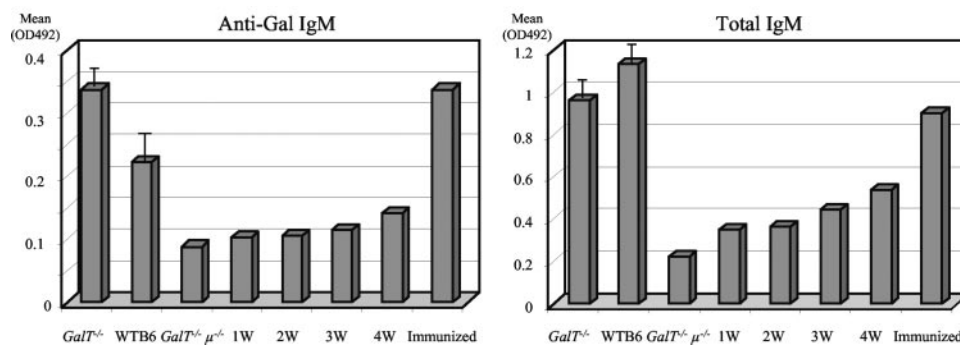 Mean
(OD492)
Anti-Gal IgM
0.4
0.3
0.2
0.1
0
GalT-/- WTB6 GalT-/- μ-/- 1W 2W 3W 4W Immunized
Mean
(OD492)
Total IgM
1.2
1
0.8
0.6
0.4
0.2
0
GalT-/- WTB6 GalT-/- μ-/- 1W 2W 3W 4W Immunized